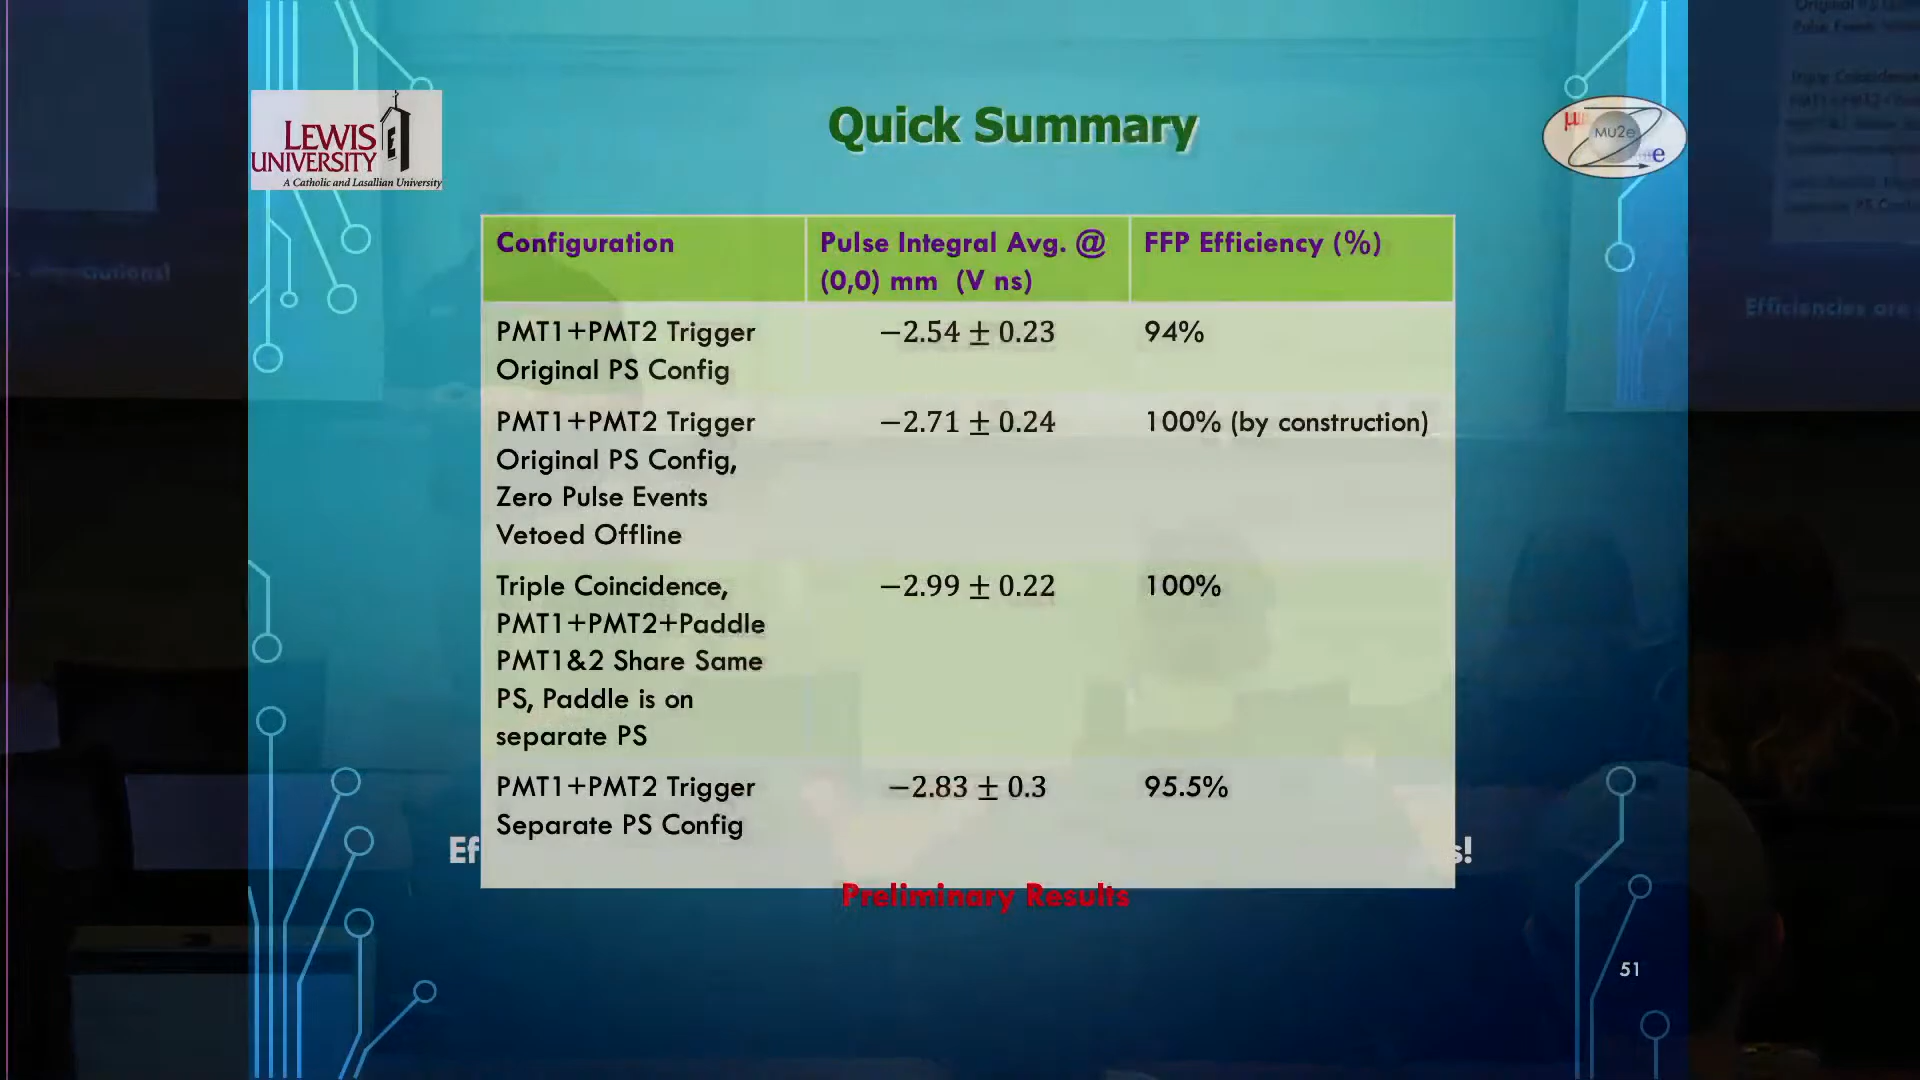 Quick Summary
LEWIS
UNIVERSITY
A Catholic and Lasallian University
μ
MU2e
e
Configuration
Pulse Integral Avg. @
(0,0) mm (V ns)
FFP Efficiency (%)
PMT1+PMT2 Trigger
Original PS Config
−2.54 ± 0.23
94%
PMT1+PMT2 Trigger
Original PS Config,
Zero Pulse Events
Vetoed Offline
−2.71 ± 0.24
100% (by construction)
Triple Coincidence,
PMT1+PMT2+Paddle
PMT1&2 Share Same
PS, Paddle is on
separate PS
−2.99 ± 0.22
100%
PMT1+PMT2 Trigger
Separate PS Config
−2.83 ± 0.3
95.5%
Preliminary Results
51
Efficiencies are